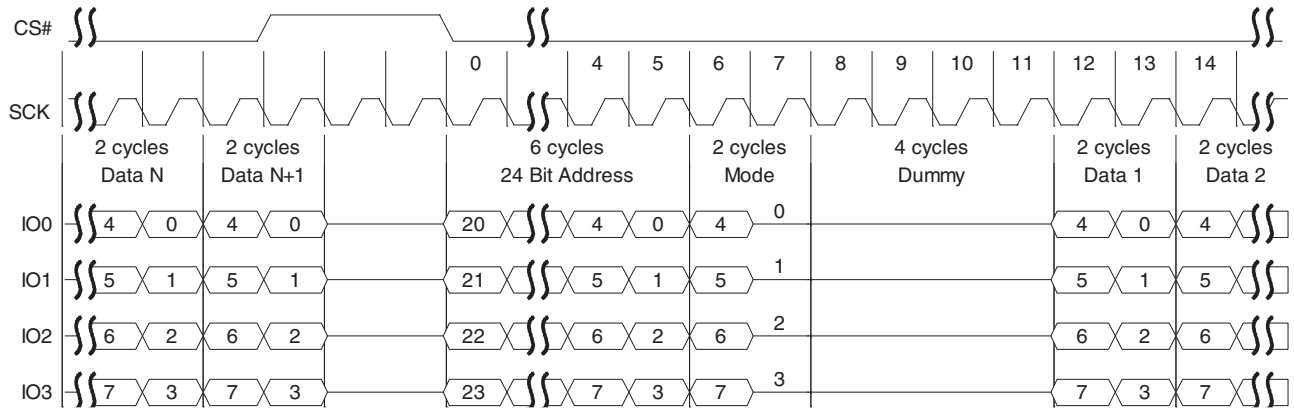 CS#
0 4 5 6 7 8 9 10 11 12 13 14
SCK
2 cycles 2 cycles 6 cycles 2 cycles 4 cycles 2 cycles 2 cycles
Data N Data N+1 24 Bit Address Mode Dummy Data 1 Data 2
IO0 4 0 4 0 20 4 0 4 0 4 0 4
IO1 5 1 5 1 21 5 1 5 1 5 1 5
IO2 6 2 6 2 22 6 2 6 2 6 2 6
IO3 7 3 7 3 23 7 3 7 3 7 3 7